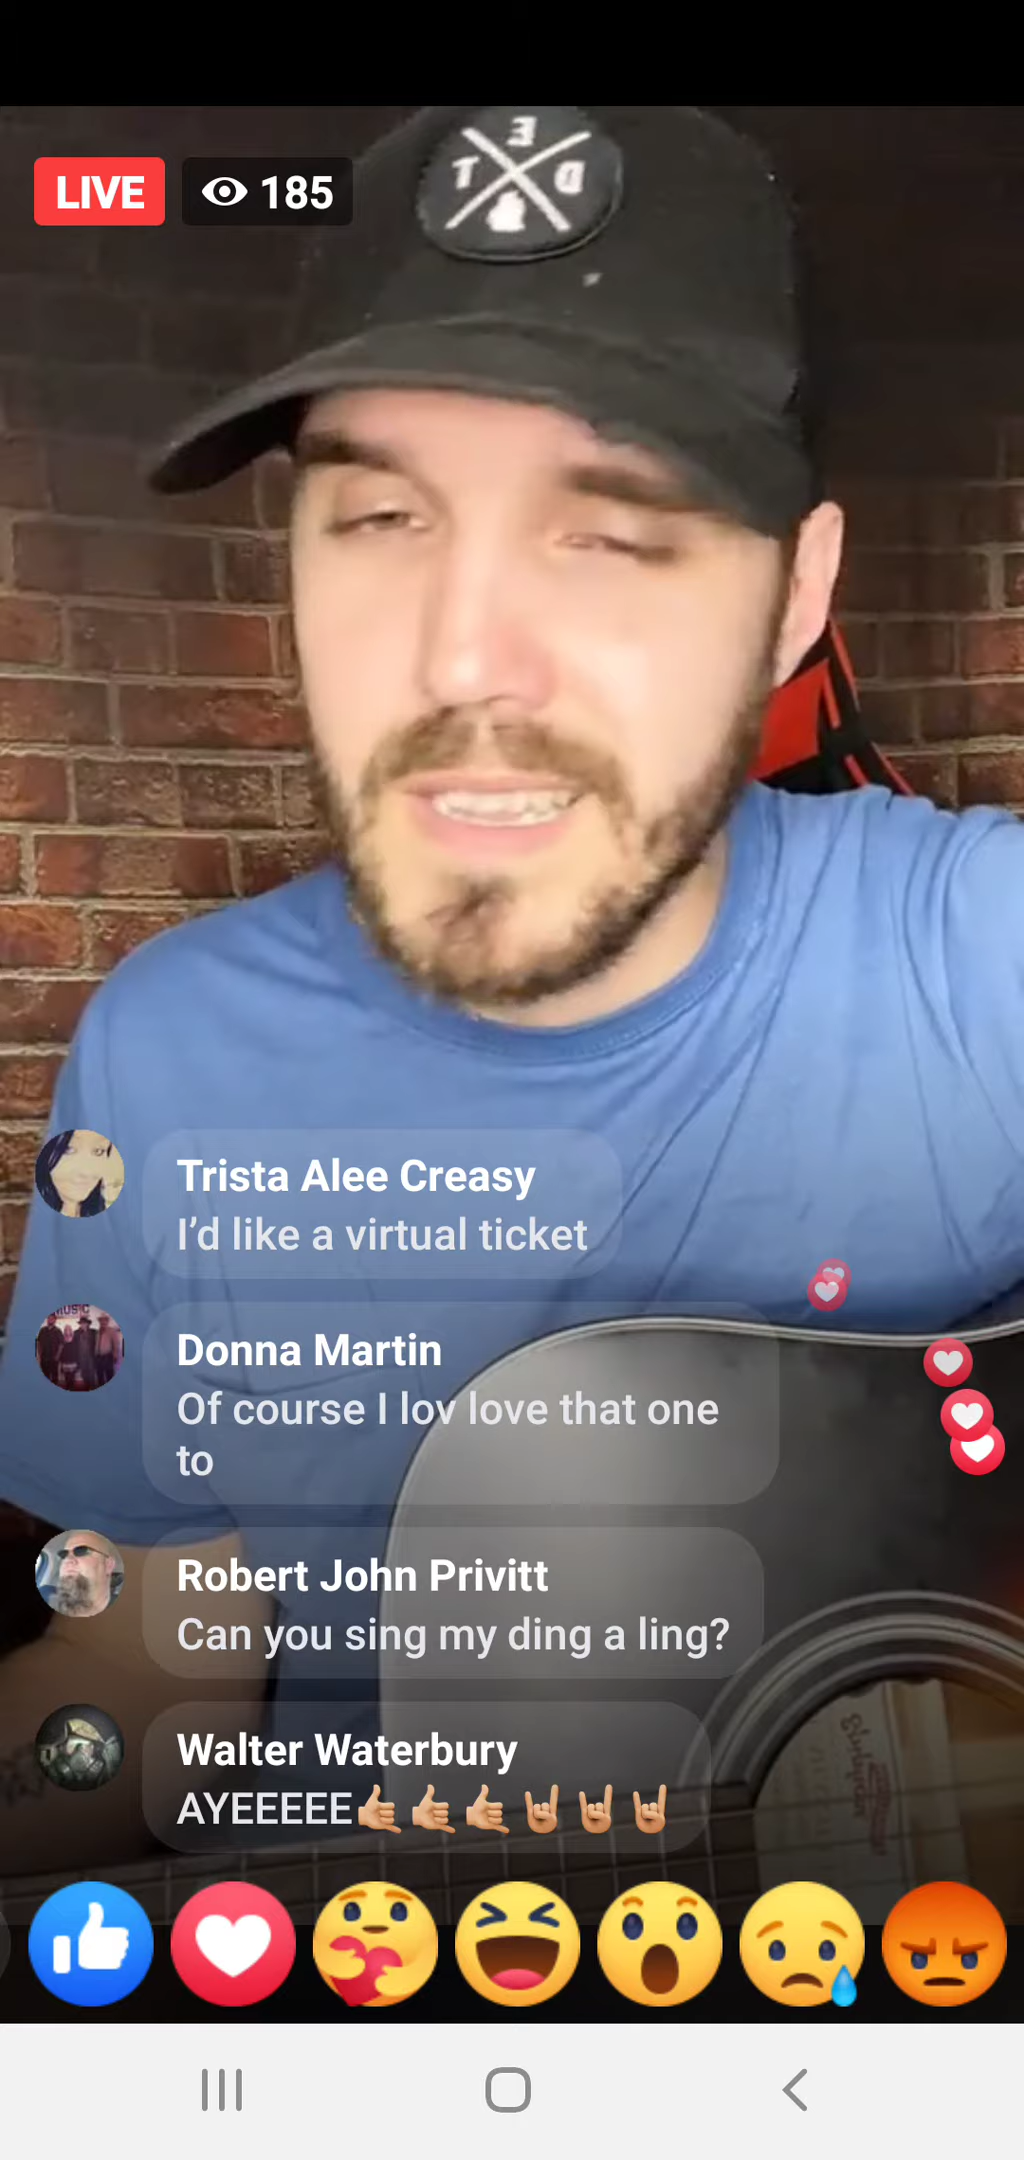 E
T D
LIVE 185
MUSIC
Trista Alee Creasy
I’d like a virtual ticket
Donna Martin
Of course I lov love that one
to
Robert John Privitt
Can you sing my ding a ling?
Walter Waterbury
AYEEEEE🤙🏼🤙🏼🤙🏼🤘🏼🤘🏼🤘🏼